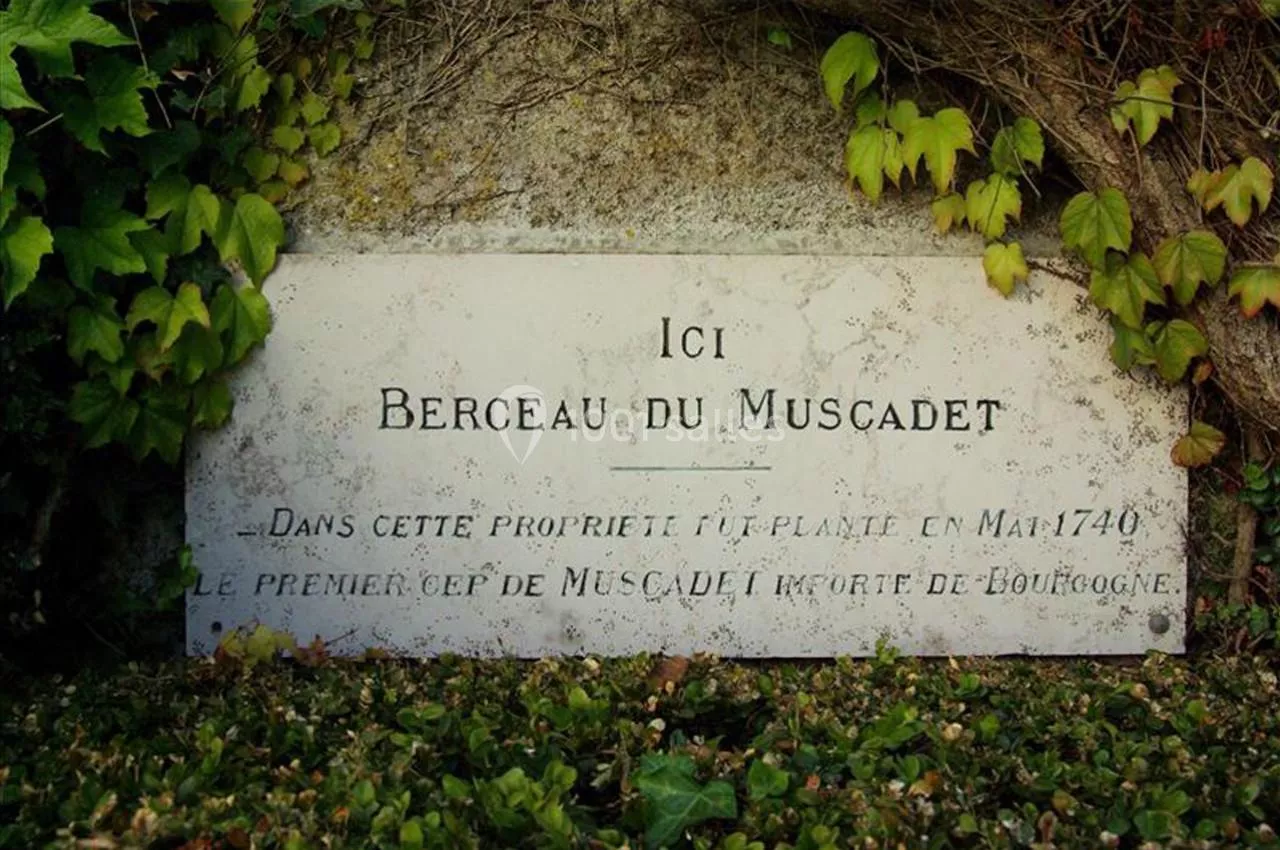 ICI
BERCEAU DU MUSCADET
_ DANS CETTE PROPRIETE FUT PLANTE EN MAI 1740
LE PREMIER CEP DE MUSCADET IMPORTE DE BOURGOGNE.
1001salles